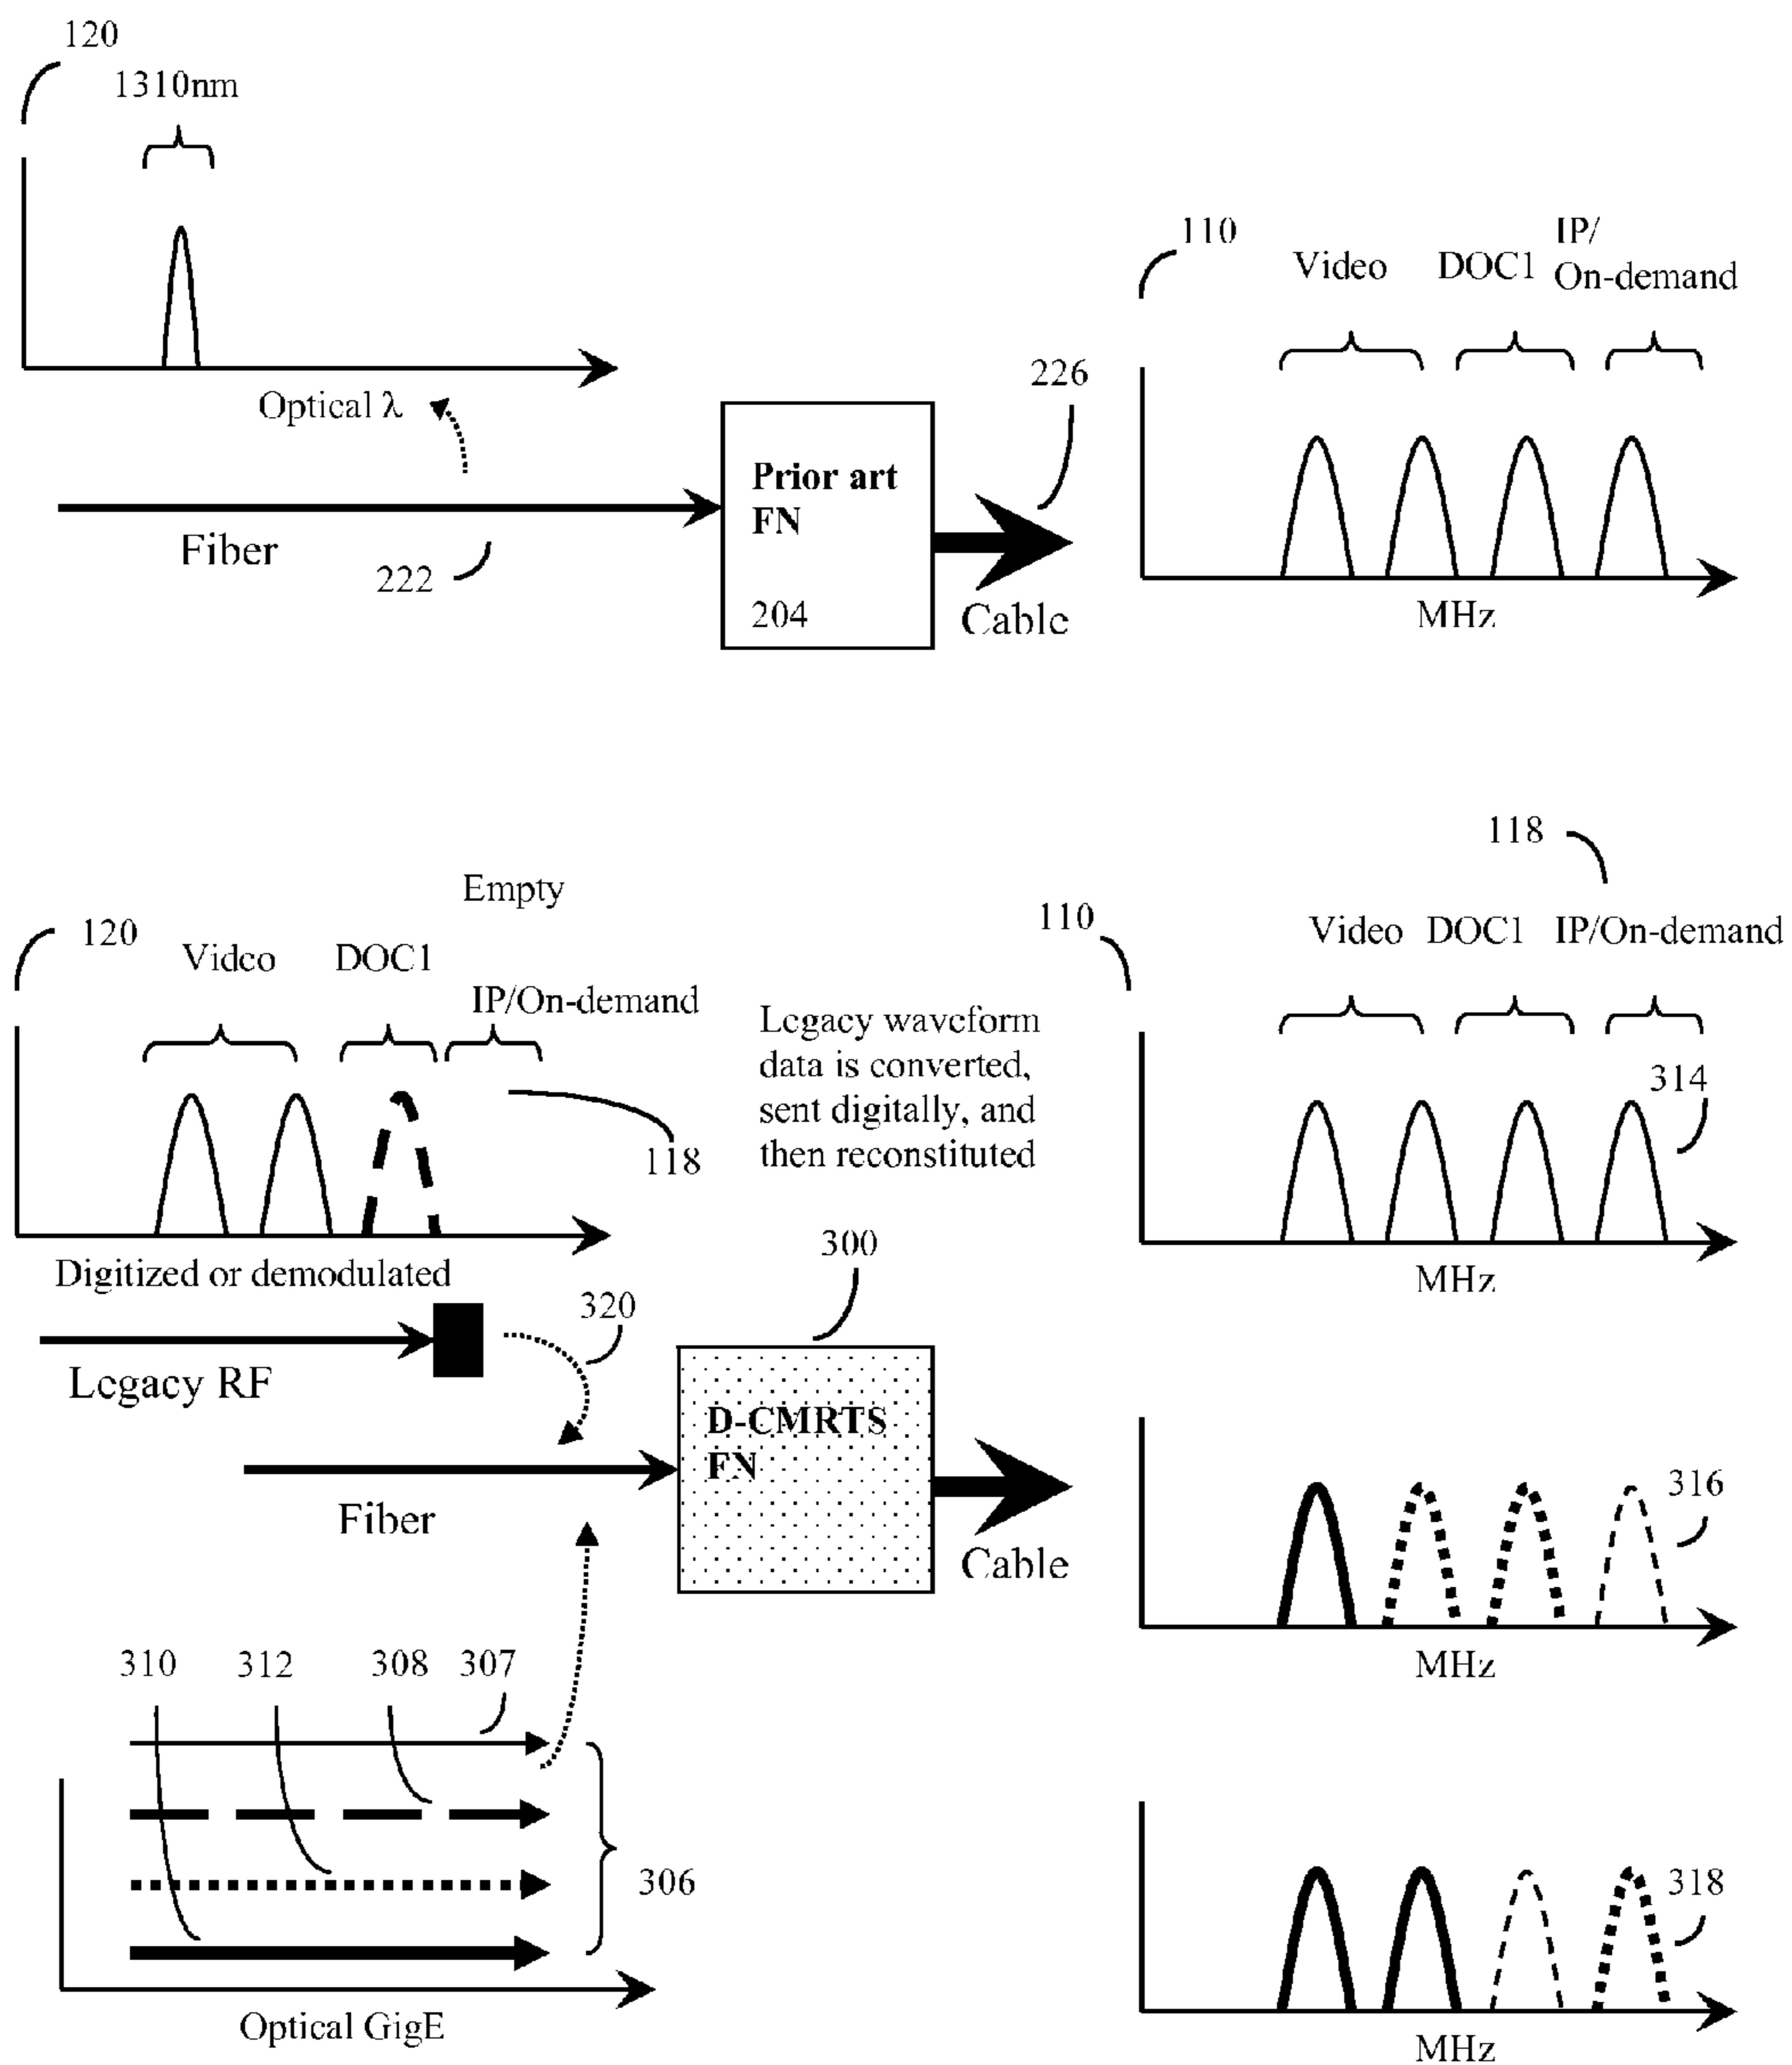 120
1310nm
Optical λ
Fiber
222
Prior art
FN
204
226
Cable
110
Video
DOC1
IP/
On-demand
MHz
120
Empty
Video
DOC1
IP/On-demand
118
Digitized or demodulated
Legacy RF
320
Legacy waveform
data is converted,
sent digitally, and
then reconstituted
300
D-CMRTS
FN
Fiber
Cable
118
110
Video
DOC1
IP/On-demand
314
MHz
316
MHz
318
MHz
310
312
308
307
306
Optical GigE